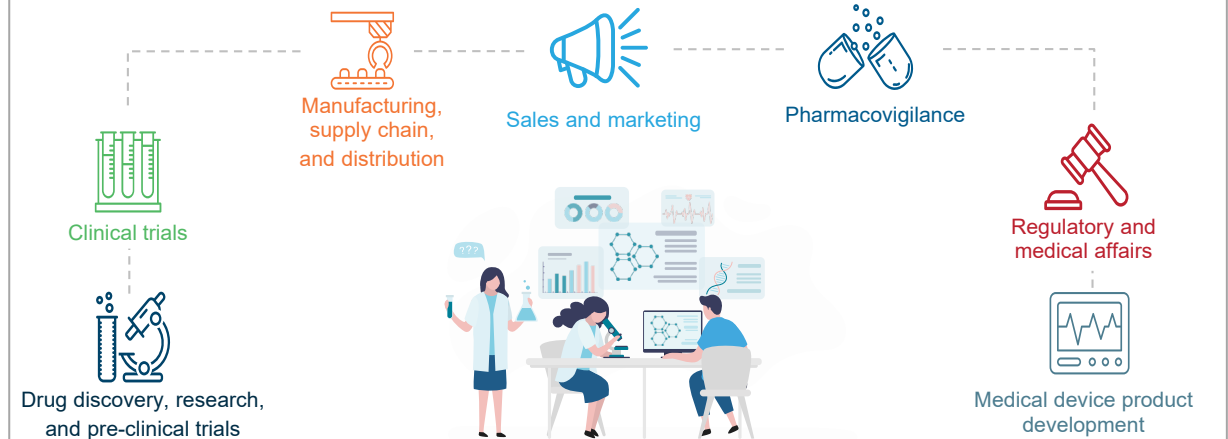 Manufacturing,
supply chain,
and distribution
Sales and marketing
Pharmacovigilance
Clinical trials
Regulatory and
medical affairs
???
Drug discovery, research,
and pre-clinical trials
Medical device product
development